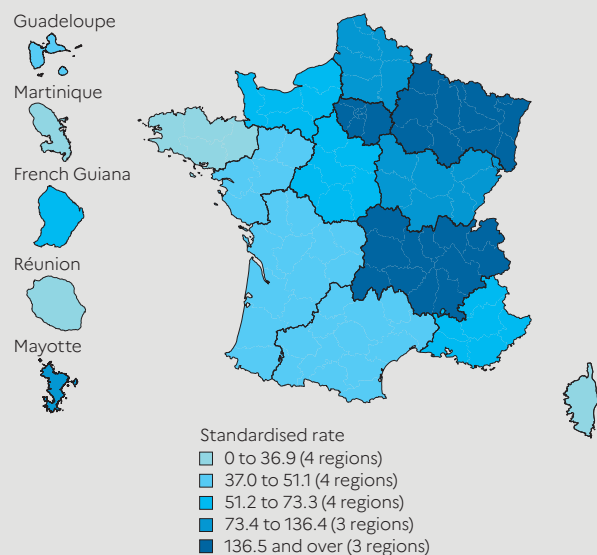 Guadeloupe
Martinique
French Guiana
Réunion
Mayotte
Standardised rate
0 to 36.9 (4 regions)
37.0 to 51.1 (4 regions)
51.2 to 73.3 (4 regions)
73.4 to 136.4 (3 regions)
136.5 and over (3 regions)